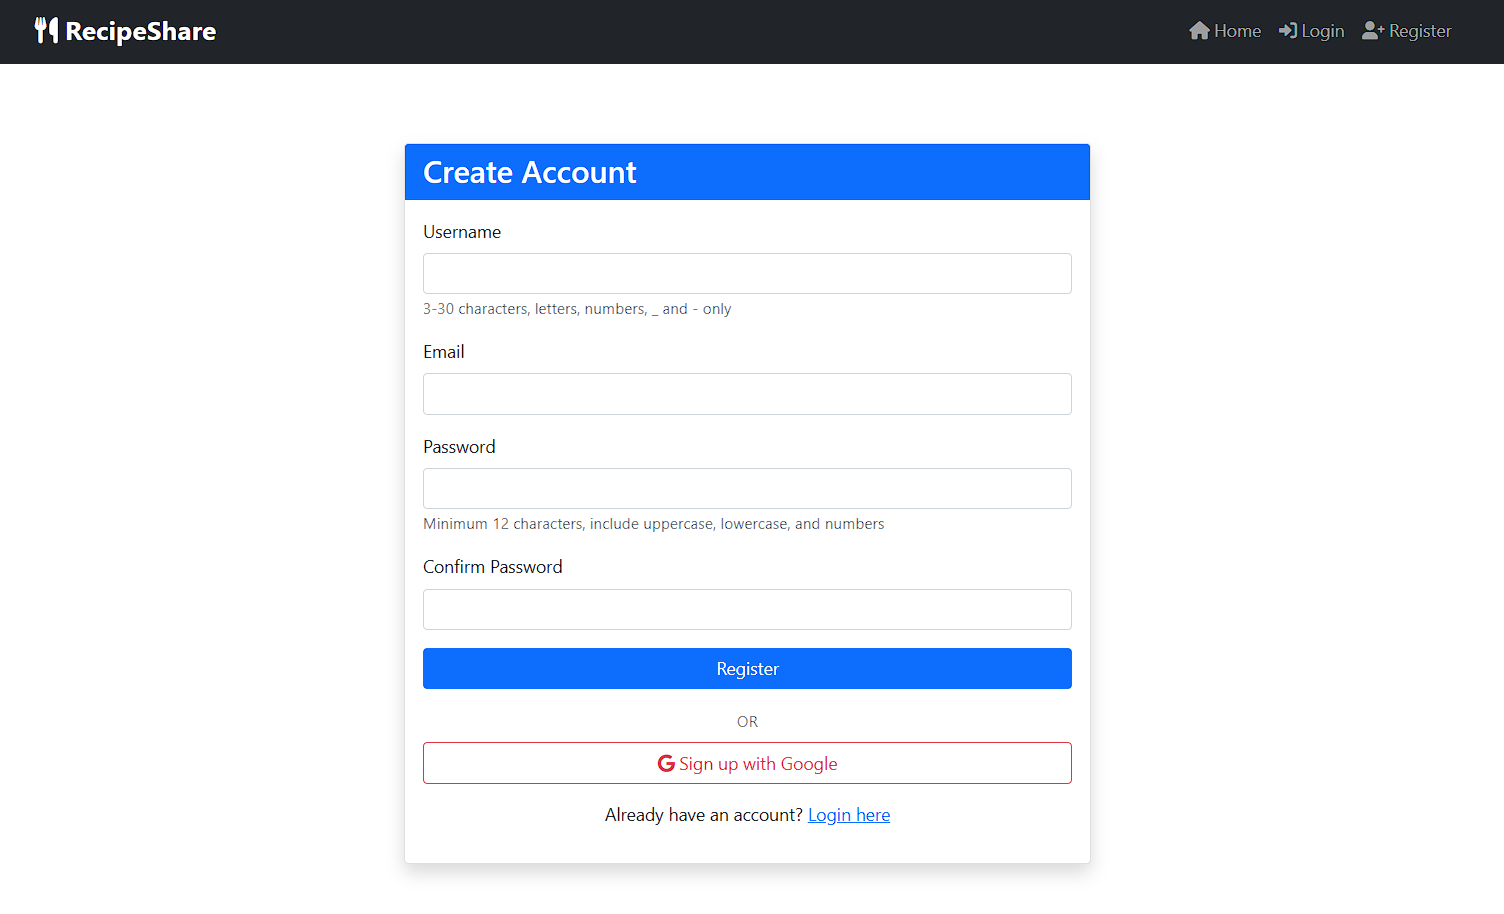 RecipeShare
Home Login Register
Create Account
Username
3-30 characters, letters, numbers, _ and - only
Email
Password
Minimum 12 characters, include uppercase, lowercase, and numbers
Confirm Password
Register
OR
Sign up with Google
Already have an account? Login here